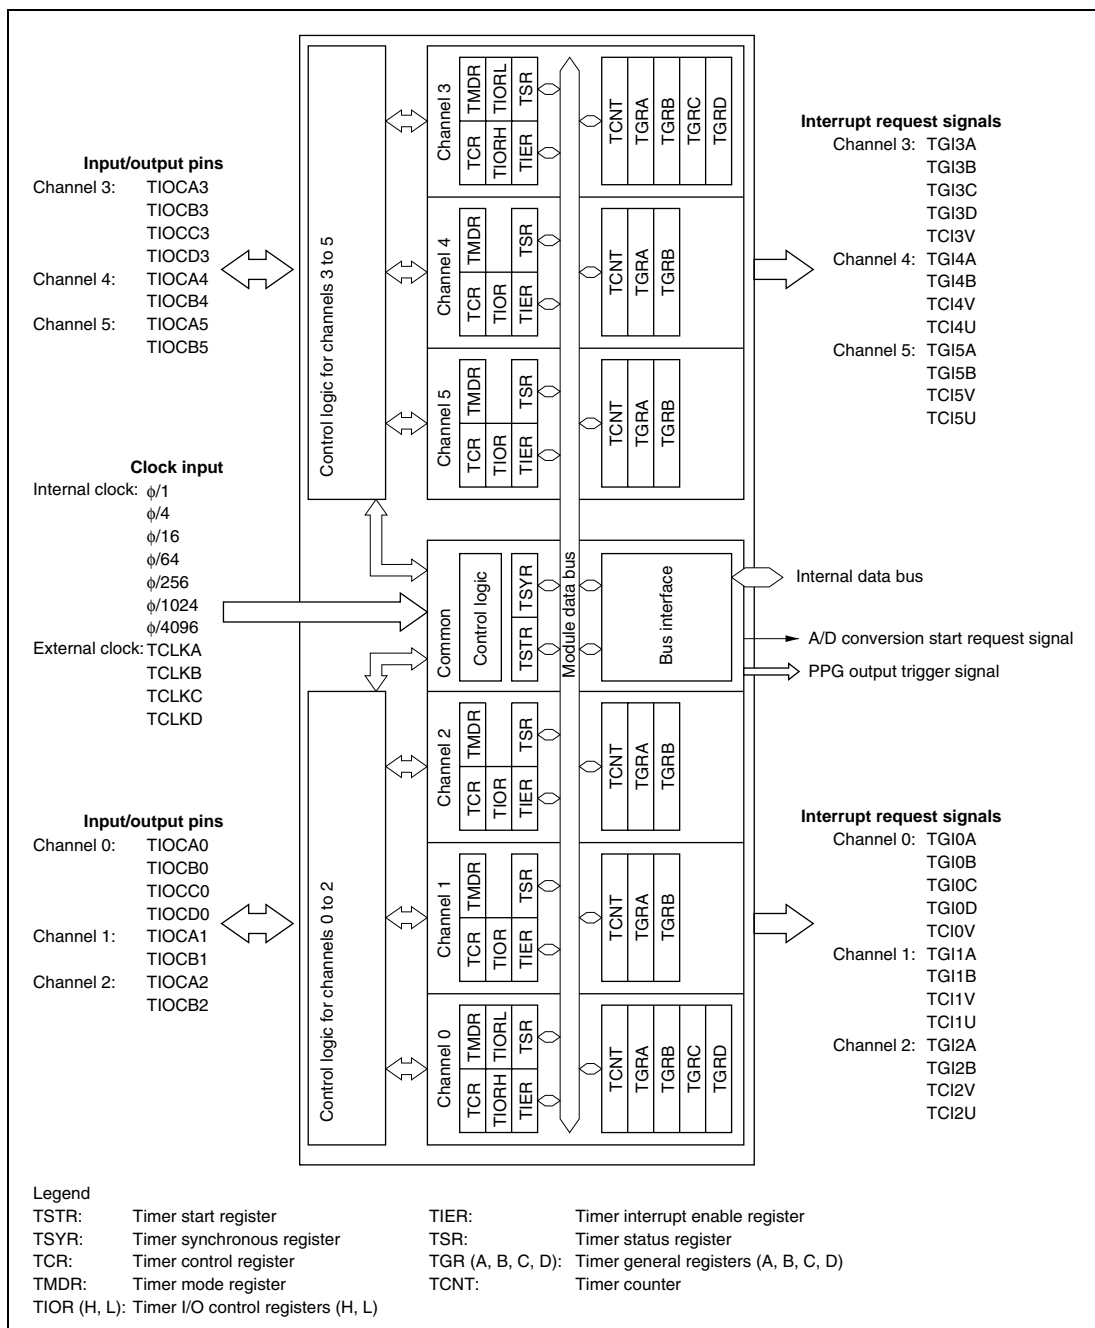 Input/output pins
Channel 3: TIOCA3
TIOCB3
TIOCC3
TIOCD3
Channel 4: TIOCA4
TIOCB4
Channel 5: TIOCA5
TIOCB5
Clock input
Internal clock: ϕ/1
ϕ/4
ϕ/16
ϕ/64
ϕ/256
ϕ/1024
ϕ/4096
External clock: TCLKA
TCLKB
TCLKC
TCLKD
Input/output pins
Channel 0: TIOCA0
TIOCB0
TIOCC0
TIOCD0
Channel 1: TIOCA1
TIOCB1
Channel 2: TIOCA2
TIOCB2
Control logic for channels 3 to 5
Control logic for channels 0 to 2
Channel 3
TCR TMDR
TIORH TIORL
TIER TSR
TCNT
TGRA
TGRB
TGRC
TGRD
Channel 4
TCR TMDR
TIOR
TIER TSR
TCNT
TGRA
TGRB
Channel 5
TCR TMDR
TIOR
TIER TSR
TCNT
TGRA
TGRB
Common
Control logic
TSTR TSYR
Module data bus
Bus interface
Channel 2
TCR TMDR
TIOR
TIER TSR
TCNT
TGRA
TGRB
Channel 1
TCR TMDR
TIOR
TIER TSR
TCNT
TGRA
TGRB
Channel 0
TCR TMDR
TIORH TIORL
TIER TSR
TCNT
TGRA
TGRB
TGRC
TGRD
Interrupt request signals
Channel 3: TGI3A
TGI3B
TGI3C
TGI3D
TCI3V
Channel 4: TGI4A
TGI4B
TCI4V
TCI4U
Channel 5: TGI5A
TGI5B
TCI5V
TCI5U
Internal data bus
A/D conversion start request signal
PPG output trigger signal
Interrupt request signals
Channel 0: TGI0A
TGI0B
TGI0C
TGI0D
TCI0V
Channel 1: TGI1A
TGI1B
TCI1V
TCI1U
Channel 2: TGI2A
TGI2B
TCI2V
TCI2U
Legend
TSTR: Timer start register
TSYR: Timer synchronous register
TCR: Timer control register
TMDR: Timer mode register
TIOR (H, L): Timer I/O control registers (H, L)
TIER: Timer interrupt enable register
TSR: Timer status register
TGR (A, B, C, D): Timer general registers (A, B, C, D)
TCNT: Timer counter